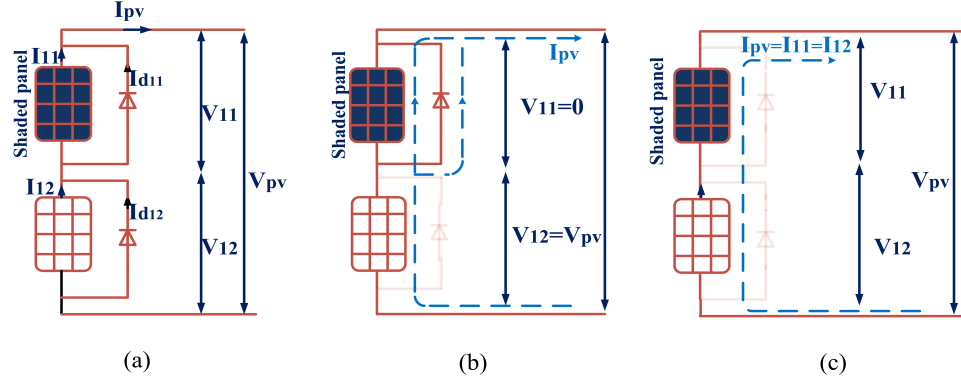 Ipv
I11
Id11
Shaded panel
V11
Vpv
I12
Id12
V12
(a)
Ipv
Shaded panel
V11=0
V12=Vpv
(b)
Ipv=I11=I12
Shaded panel
V11
Vpv
V12
(c)